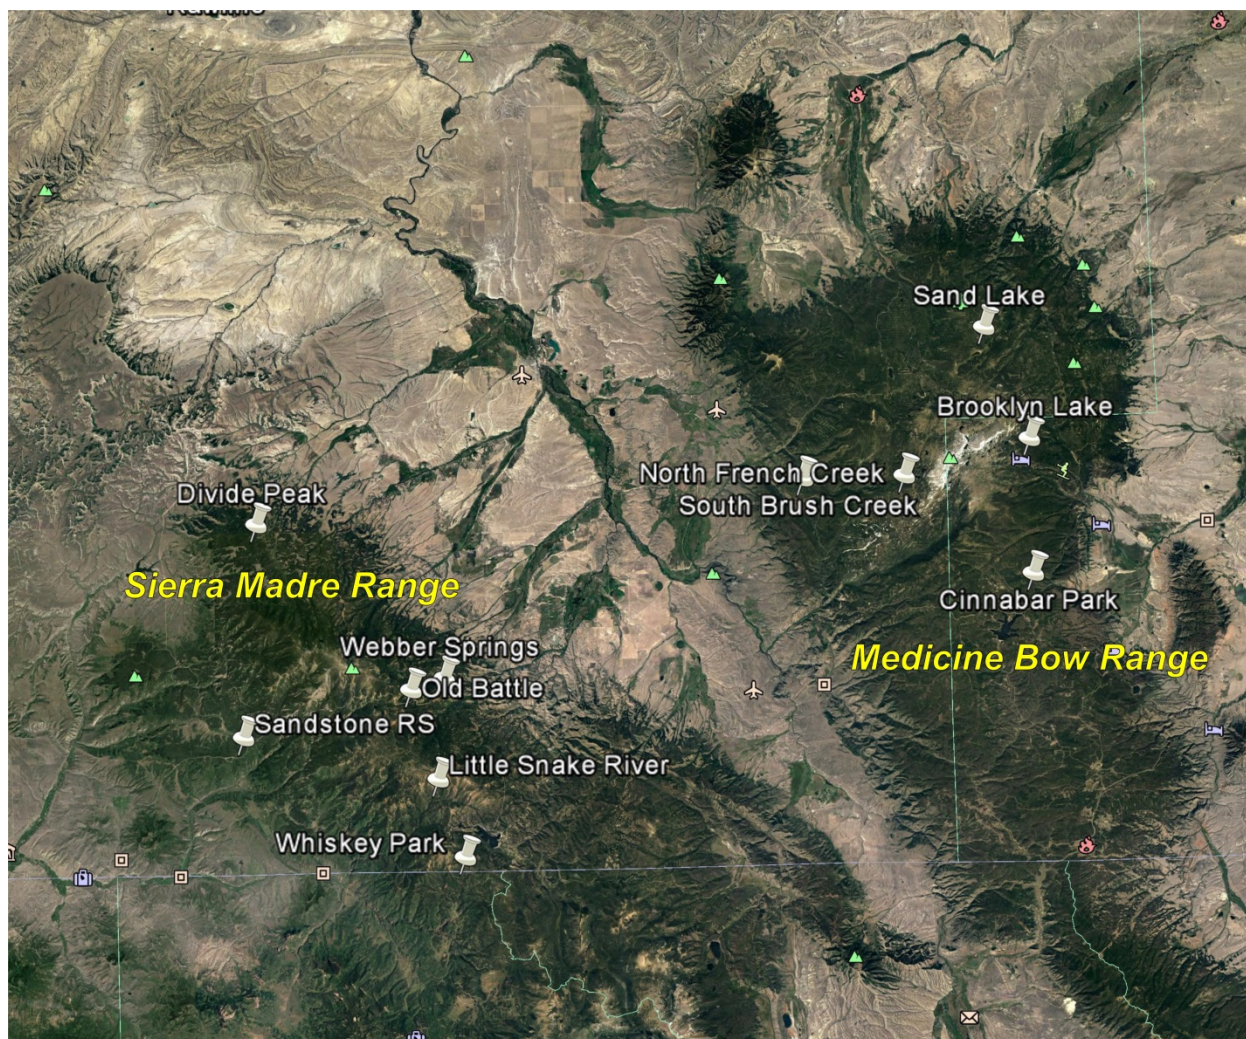 Sand Lake
Brooklyn Lake
North French Creek
Divide Peak
South Brush Creek
Sierra Madre Range
Cinnabar Park
Webber Springs
Medicine Bow Range
Old Battle
Sandstone RS
Little Snake River
Whiskey Park